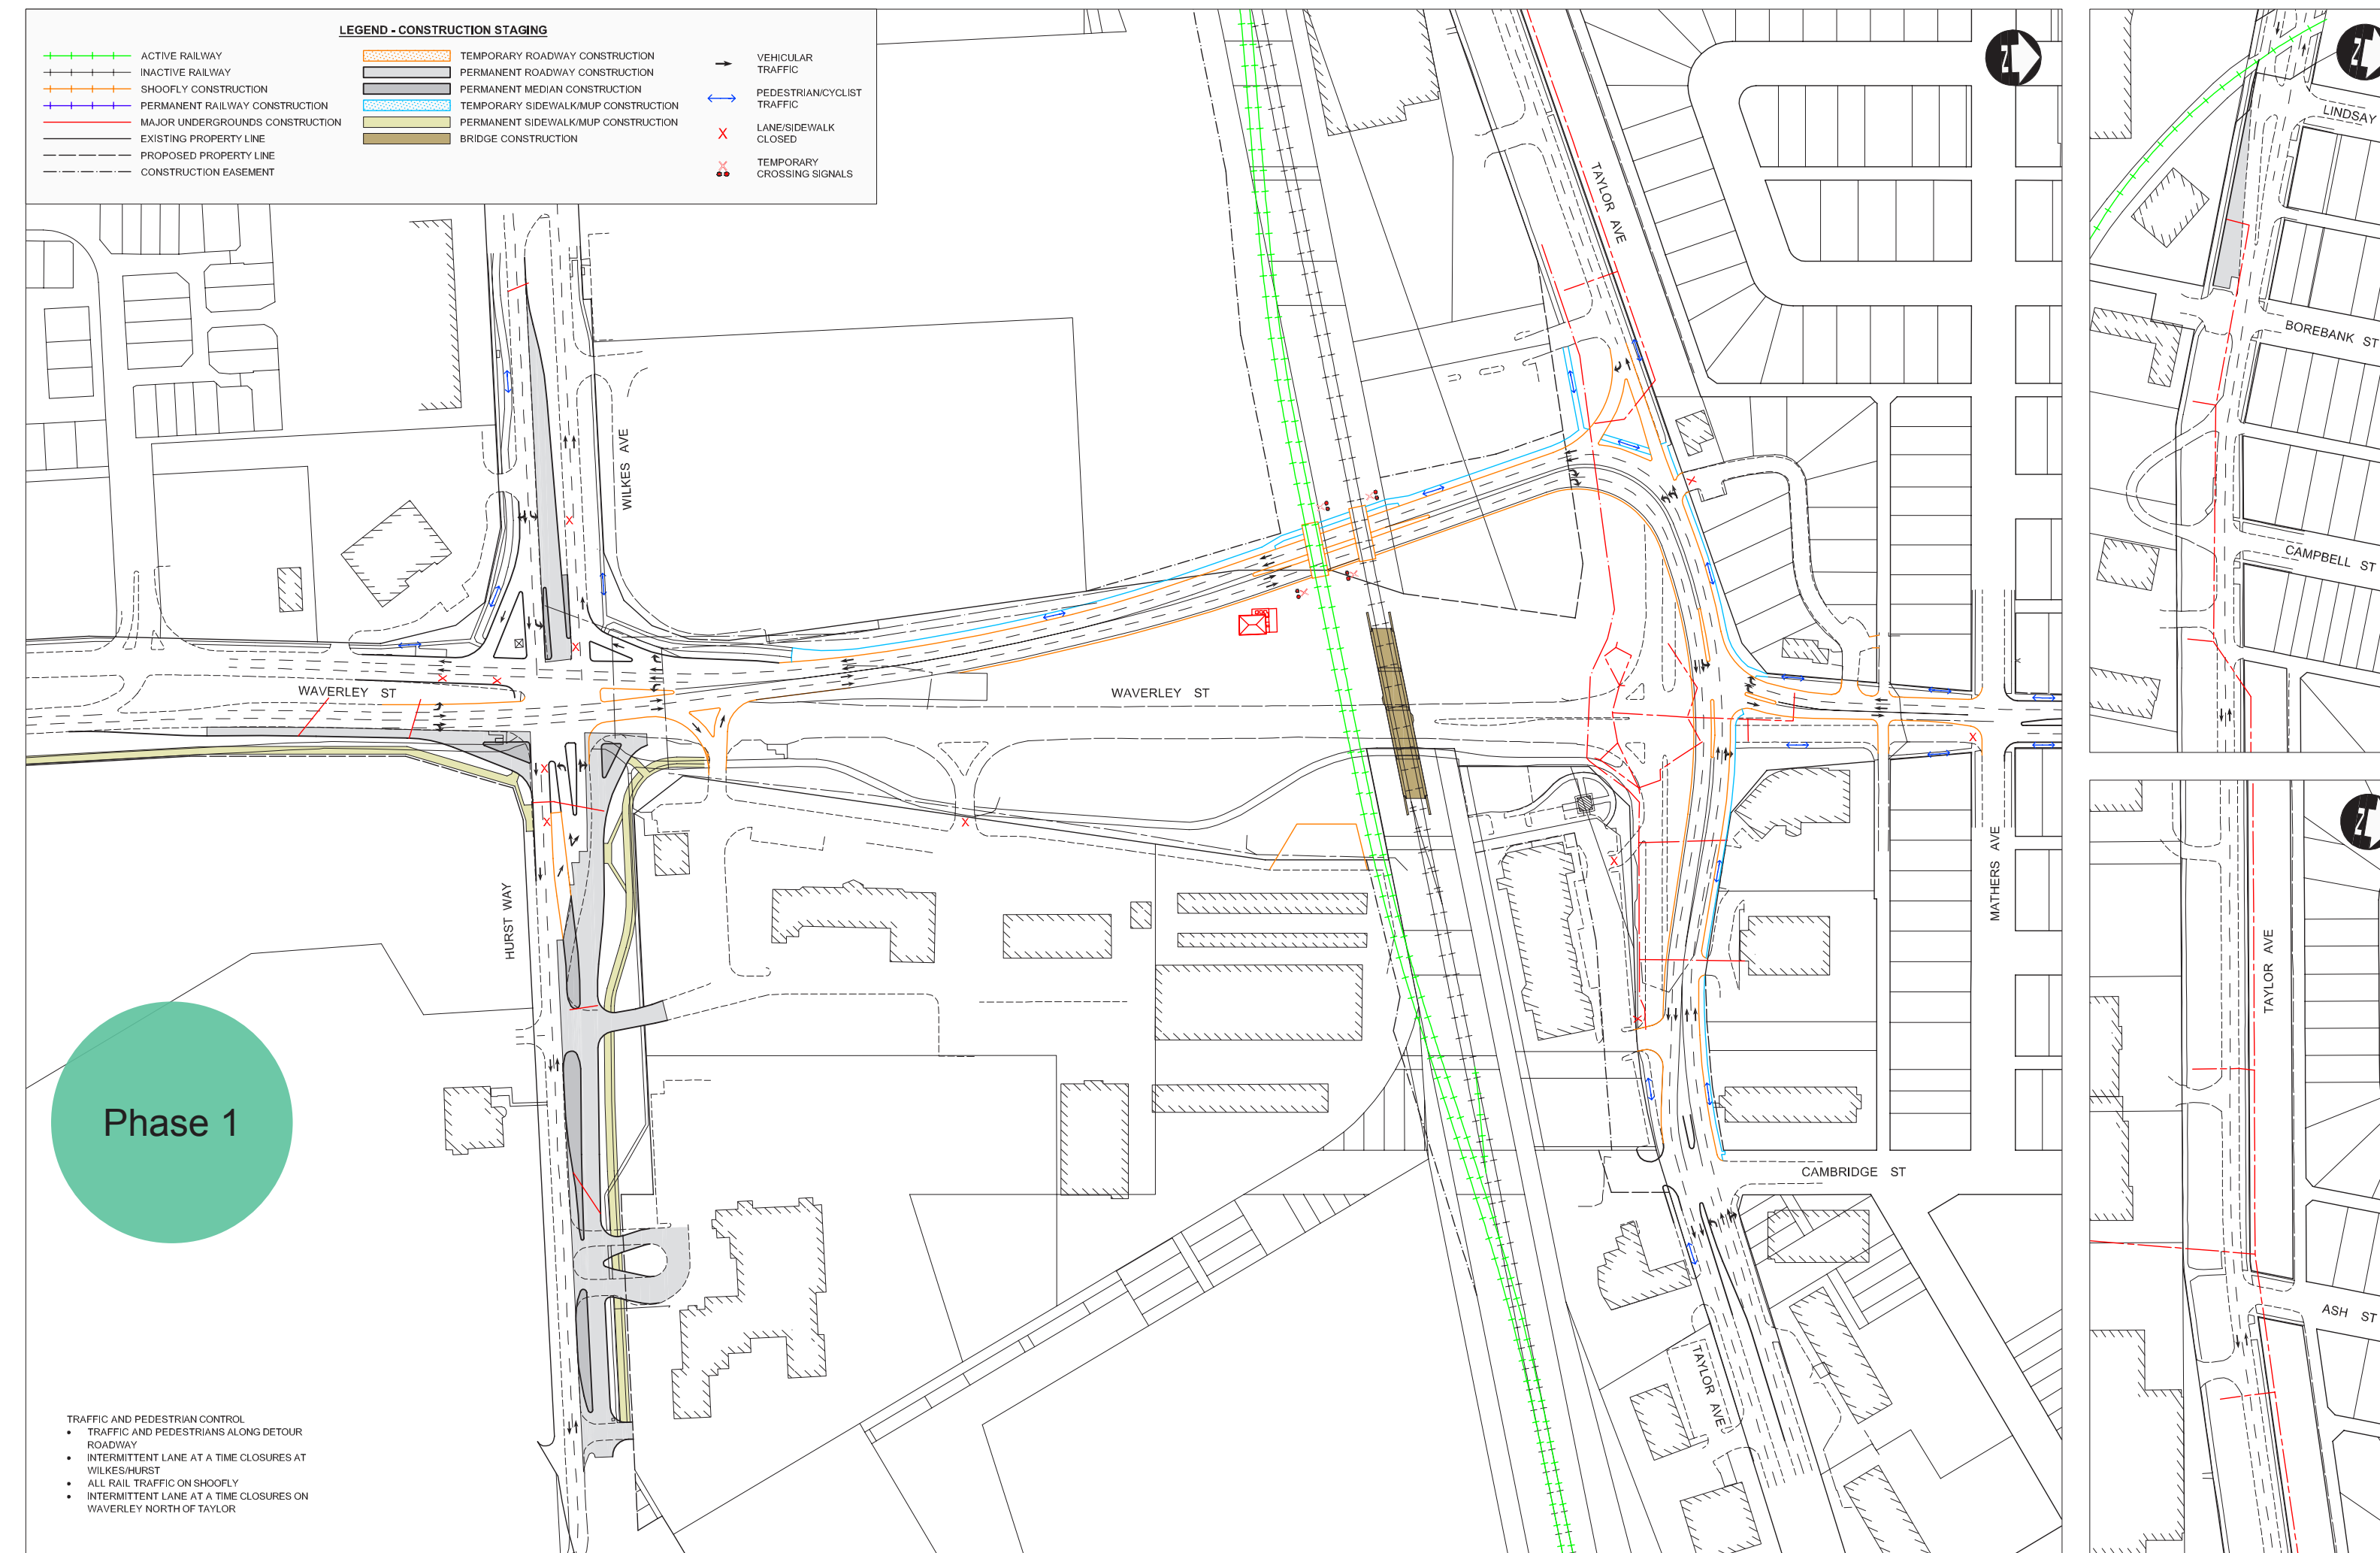 LEGEND - CONSTRUCTION STAGING
ACTIVE RAILWAY
INACTIVE RAILWAY
SHOOFLY CONSTRUCTION
PERMANENT RAILWAY CONSTRUCTION
MAJOR UNDERGROUNDS CONSTRUCTION
EXISTING PROPERTY LINE
PROPOSED PROPERTY LINE
CONSTRUCTION EASEMENT
TEMPORARY ROADWAY CONSTRUCTION
PERMANENT ROADWAY CONSTRUCTION
PERMANENT MEDIAN CONSTRUCTION
TEMPORARY SIDEWALK/MUP CONSTRUCTION
PERMANENT SIDEWALK/MUP CONSTRUCTION
BRIDGE CONSTRUCTION
VEHICULAR
TRAFFIC
PEDESTRIAN/CYCLIST
TRAFFIC
LANE/SIDEWALK
CLOSED
TEMPORARY
CROSSING SIGNALS
TAYLOR AVE
WILKES AVE
WAVERLEY ST
WAVERLEY ST
HURST WAY
MATHERS AVE
CAMBRIDGE ST
TAYLOR AVE
Phase 1
TRAFFIC AND PEDESTRIAN CONTROL
• TRAFFIC AND PEDESTRIANS ALONG DETOUR
ROADWAY
• INTERMITTENT LANE AT A TIME CLOSURES AT
WILKES/HURST
• ALL RAIL TRAFFIC ON SHOOFLY
• INTERMITTENT LANE AT A TIME CLOSURES ON
WAVERLEY NORTH OF TAYLOR
LINDSAY
BOREBANK ST
CAMPBELL ST
TAYLOR AVE
ASH ST